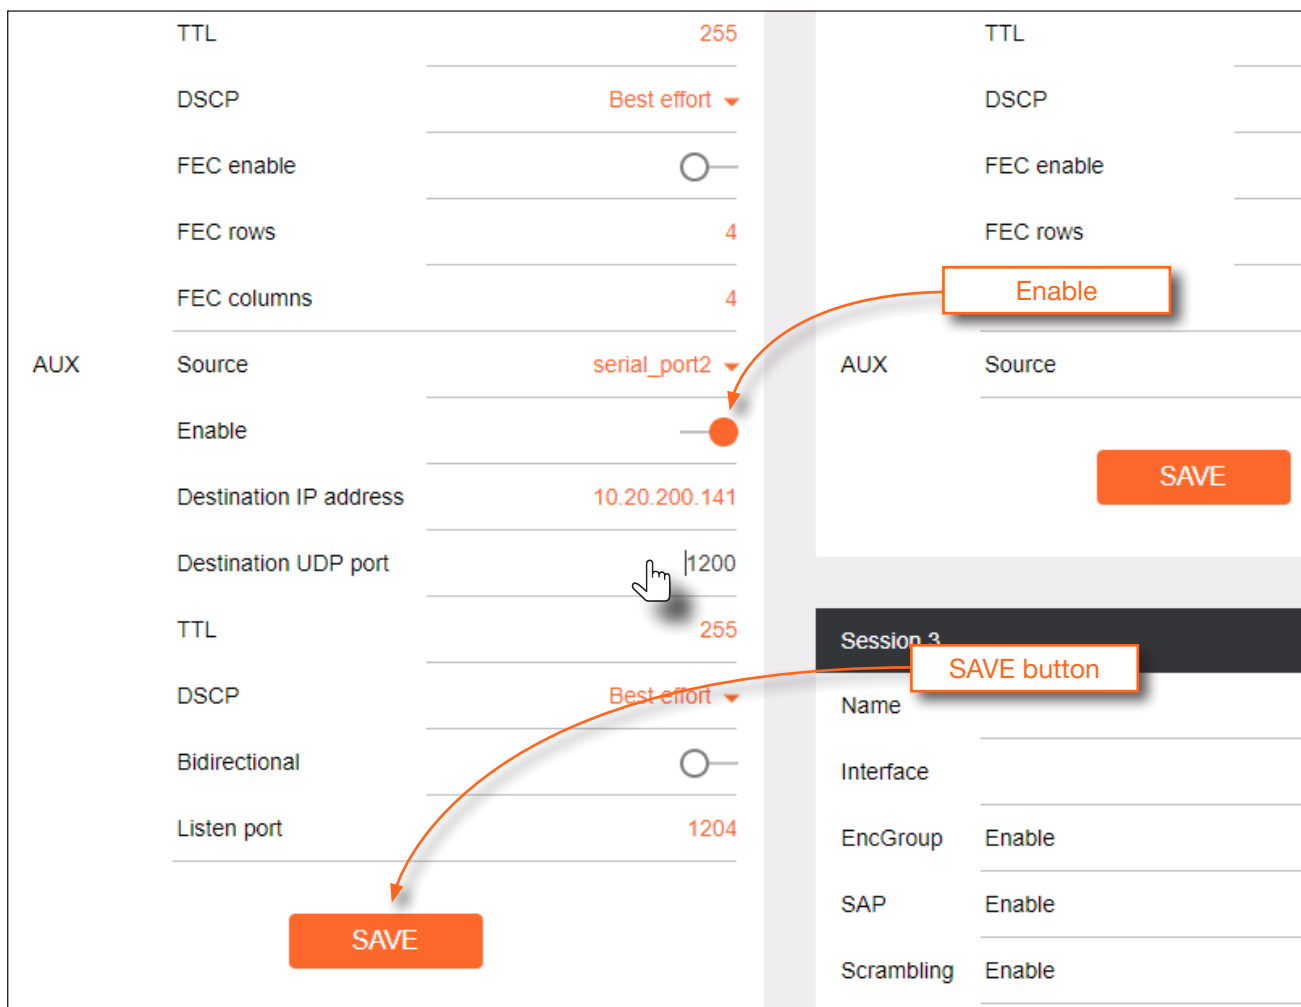 TTL 255
DSCP Best effort
FEC enable
FEC rows 4
FEC columns 4
AUX Source serial_port2
Enable
Destination IP address 10.20.200.141
Destination UDP port 1200
TTL 255
DSCP Best effort
Bidirectional
Listen port 1204
SAVE
TTL
DSCP
FEC enable
FEC rows
Enable
AUX Source
SAVE
Session 3
SAVE button
Name
Interface
EncGroup Enable
SAP Enable
Scrambling Enable